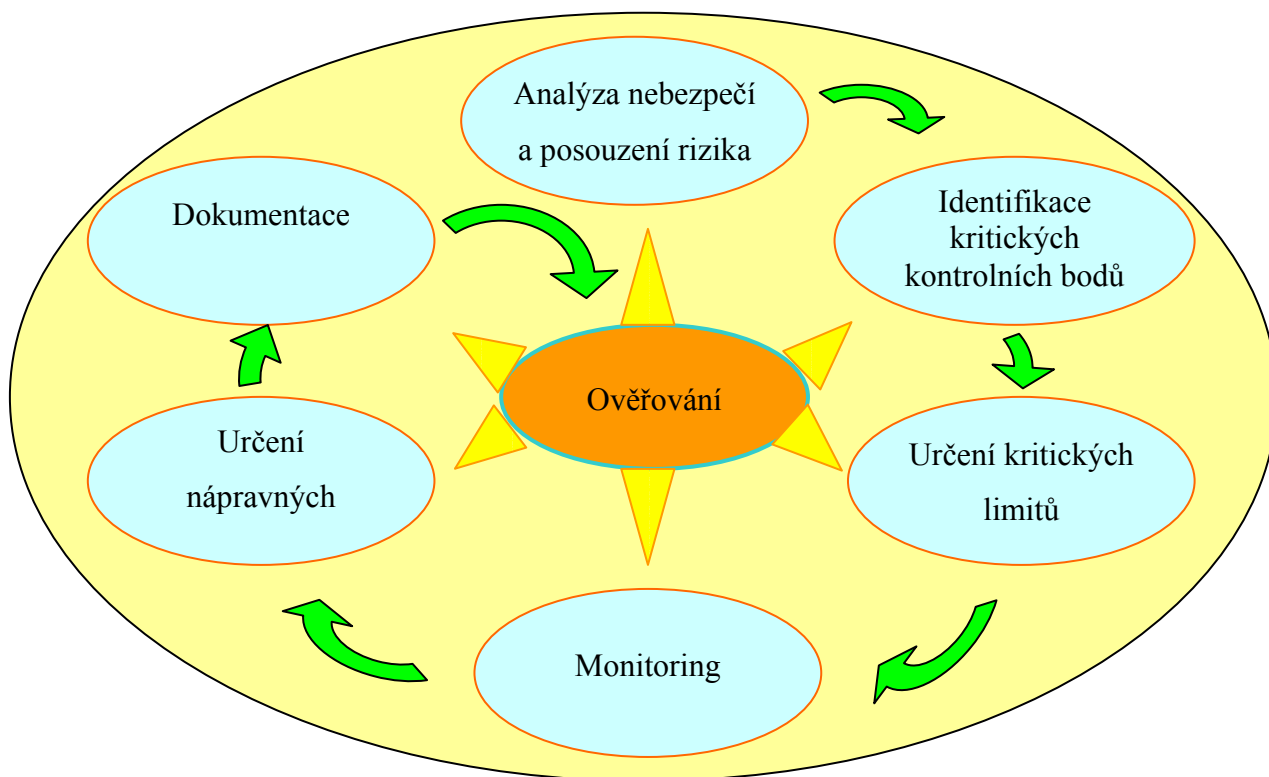 Analýza nebezpečí
a posouzení rizika
Identifikace
kritických
kontrolních bodů
Určení kritických
limitů
Monitoring
Určení
nápravných
Dokumentace
Ověřování